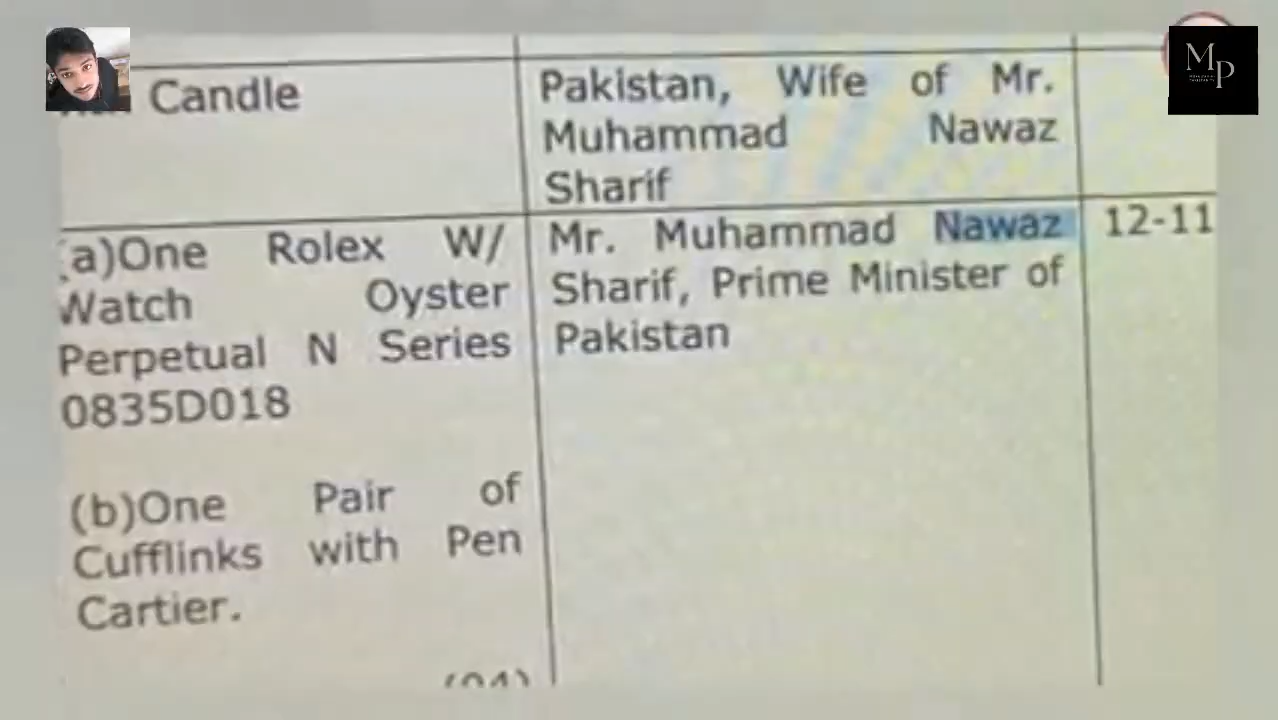 Candle
Pakistan, Wife of Mr.
Muhammad Nawaz
Sharif
(a)One Rolex W/
Watch Oyster
Perpetual N Series
0835D018
(b)One Pair of
Cufflinks with Pen
Cartier.
Mr. Muhammad Nawaz
Sharif, Prime Minister of
Pakistan
12-11
MP